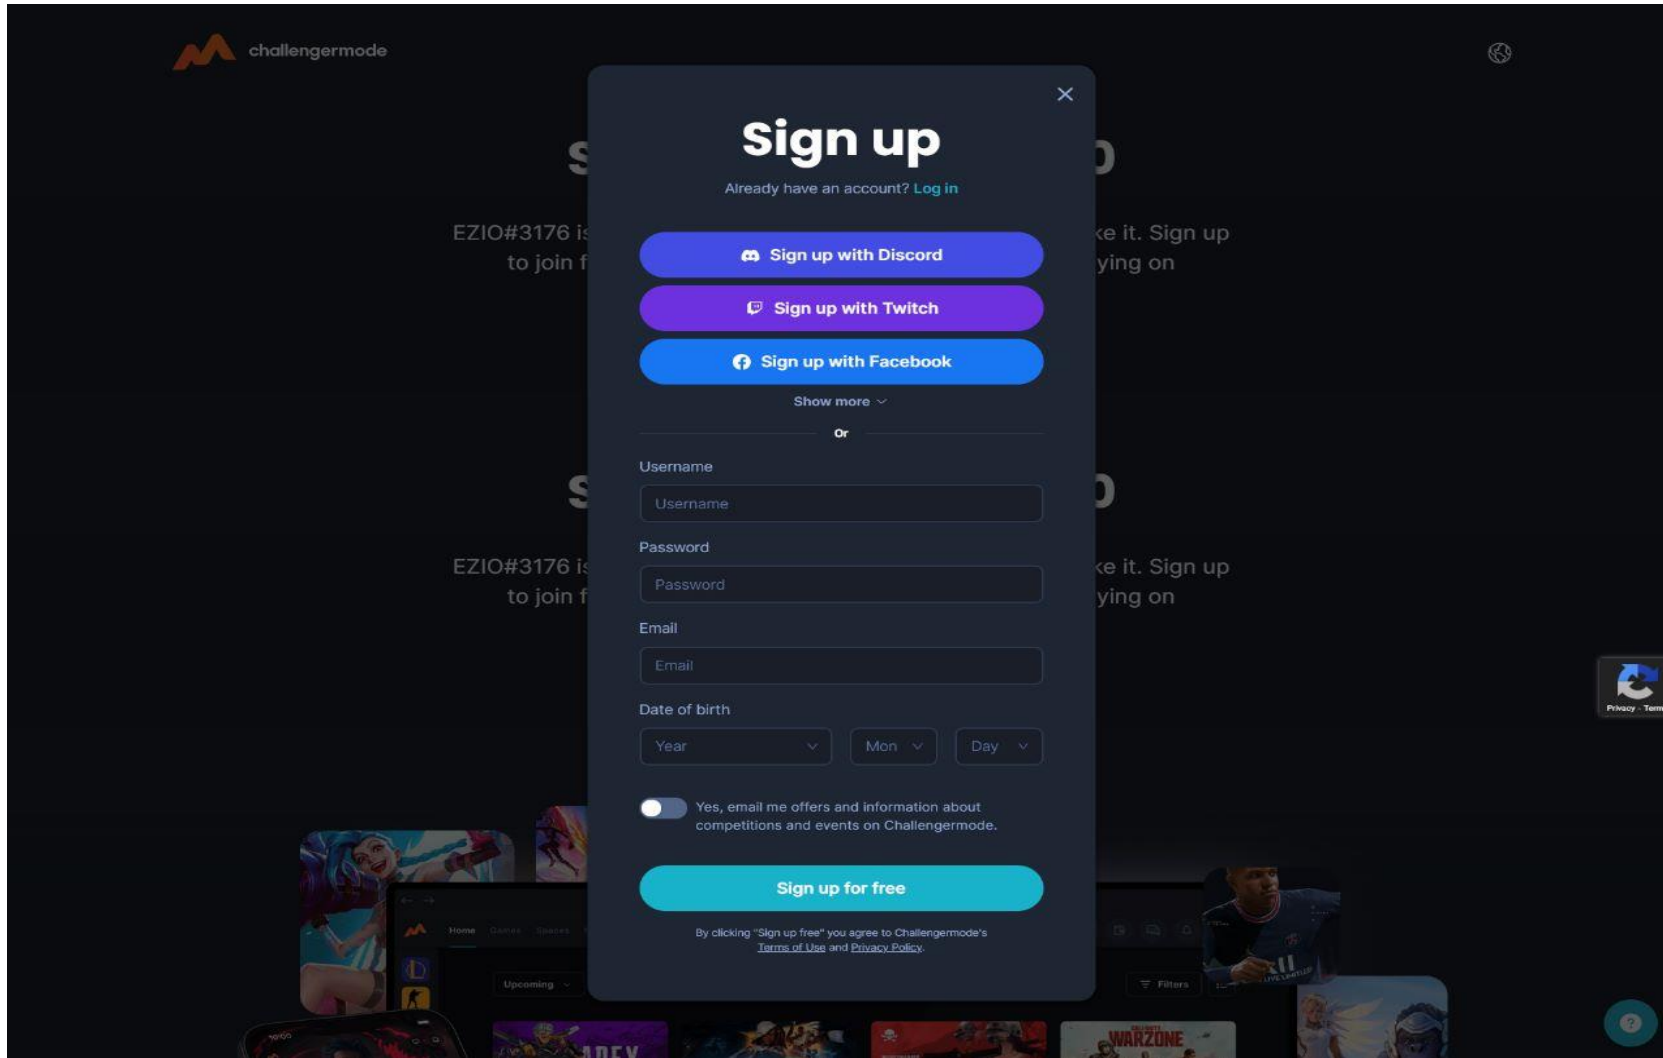 challengermode
Sign up
Already have an account? Log in
EZIO#3176 is
ke it. Sign up
to join f
ying on
Sign up with Discord
Sign up with Twitch
Sign up with Facebook
Show more
Or
Username
Username
Password
Password
EZIO#3176 is
ke it. Sign up
to join f
ying on
Email
Email
Date of birth
Year
Mon
Day
Privacy - Term
Yes, email me offers and information about
competitions and events on Challengermode.
Sign up for free
By clicking "Sign up free" you agree to Challengermode's
Terms of Use and Privacy Policy.
Home Games Spaces
Upcoming
Filters
APEX
WARZONE
?